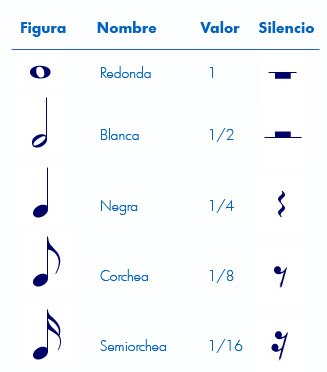 Figura Nombre Valor Silencio
Redonda 1
Blanca 1/2
Negra 1/4
Corchea 1/8
Semiorchea 1/16